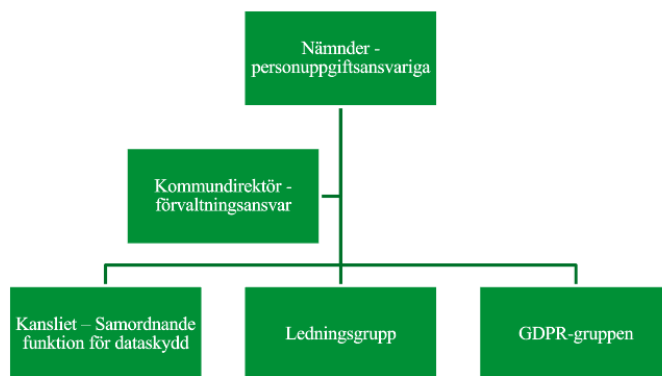 Nämnder -
personuppgiftsansvariga
Kommundirektör -
förvaltningsansvar
Kansliet – Samordnande
funktion för dataskydd
Ledningsgrupp
GDPR-gruppen